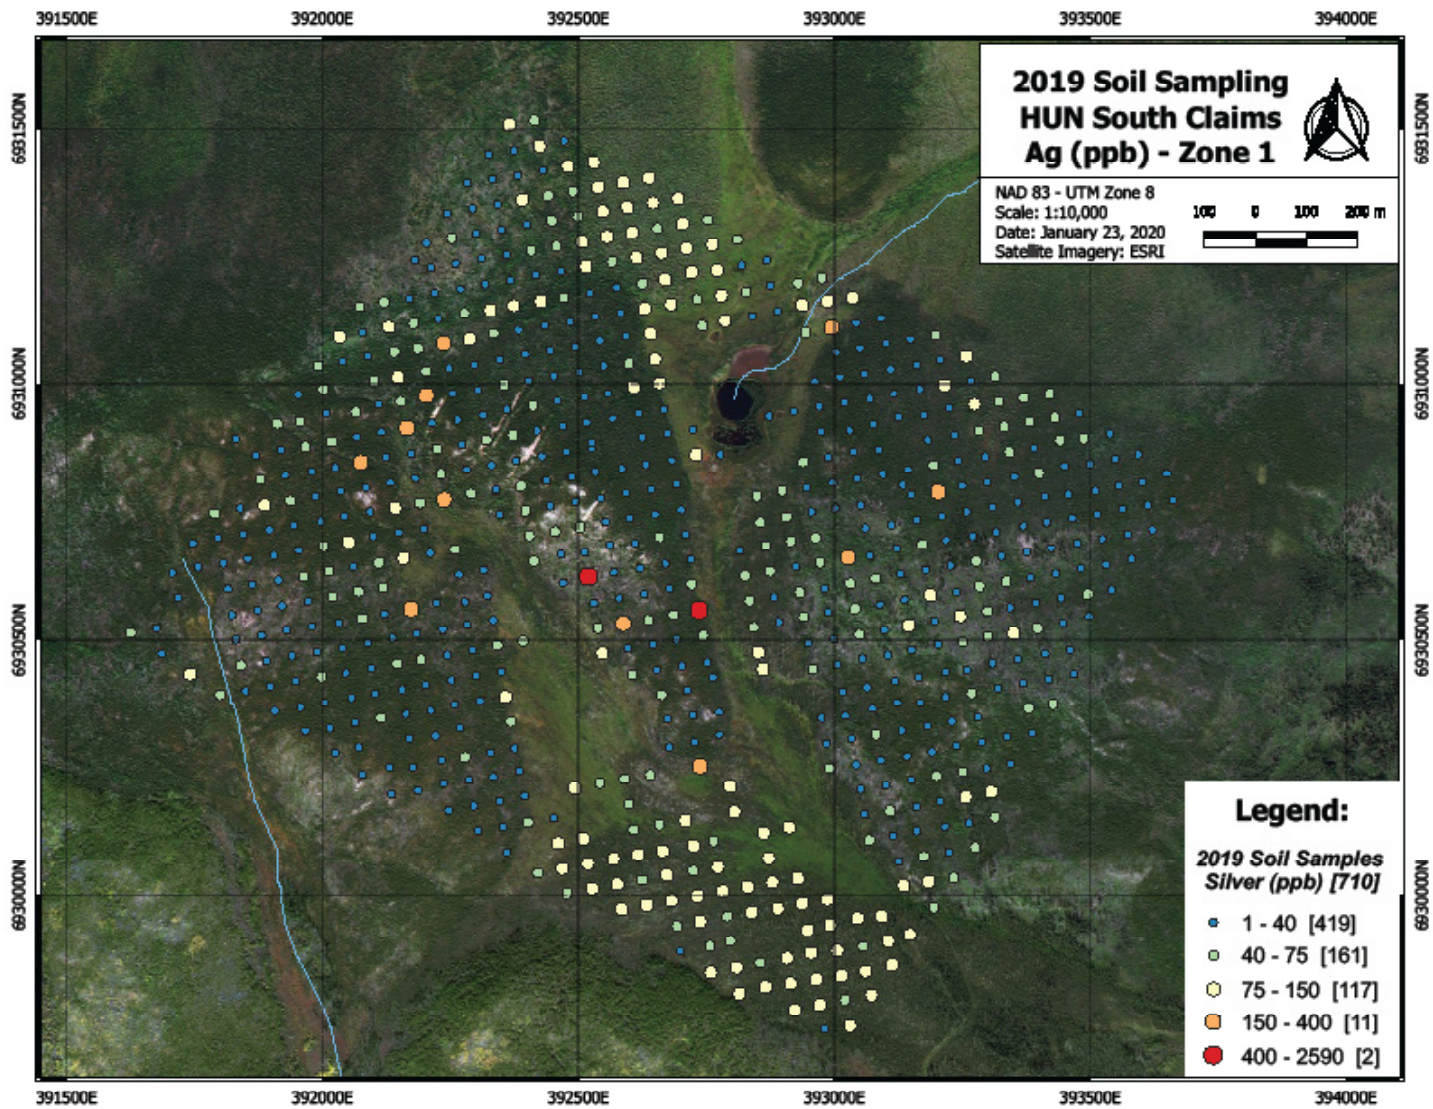 391500E 392000E 392500E 393000E 393500E 394000E
2019 Soil Sampling
HUN South Claims
Ag (ppb) - Zone 1
NAD 83 - UTM Zone 8
Scale: 1:10,000
Date: January 23, 2020
Satellite Imagery: ESRI
100 0 100 200 m
6931500N 6931500N
6931000N 6931000N
6930500N 6930500N
6930000N 6930000N
Legend:
2019 Soil Samples
Silver (ppb) [710]
1 - 40 [419]
40 - 75 [161]
75 - 150 [117]
150 - 400 [11]
400 - 2590 [2]
391500E 392000E 392500E 393000E 393500E 394000E